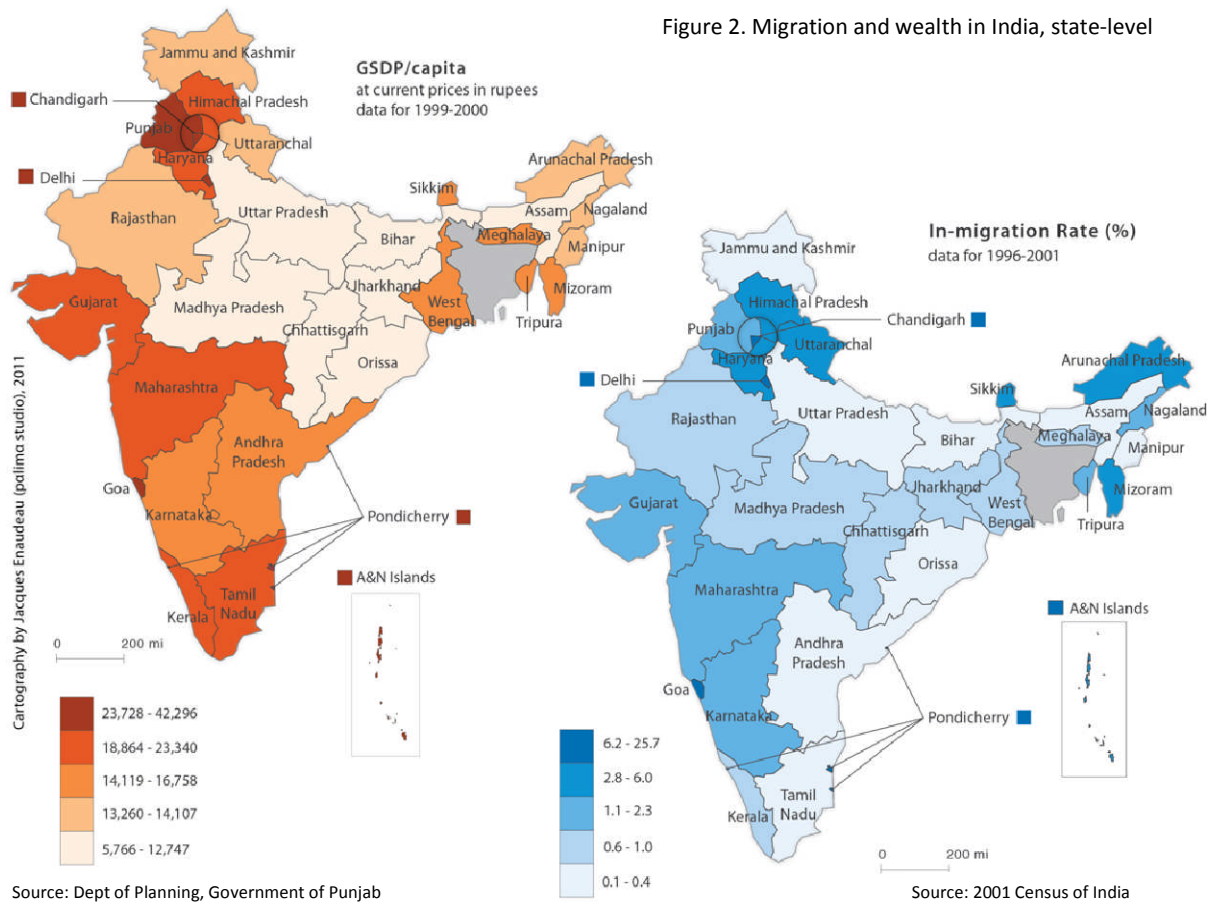 Figure 2. Migration and wealth in India, state-level
GSDP/capita
at current prices in rupees
data for 1999-2000
Jammu and Kashmir
Chandigarh
Himachal Pradesh
Punjab
Uttaranchal
Haryana
Delhi
Arunachal Pradesh
Sikkim
Rajasthan
Uttar Pradesh
Assam
Nagaland
Bihar
Meghalaya
Manipur
Gujarat
Madhya Pradesh
Jharkhand
West
Bengal
Mizoram
Tripura
Chhattisgarh
Orissa
Maharashtra
Andhra
Pradesh
Goa
Karnataka
Pondicherry
A&N Islands
Tamil
Nadu
Kerala
0 200 mi
23,728 - 42,296
18,864 - 23,340
14,119 - 16,758
13,260 - 14,107
5,766 - 12,747
Cartography by Jacques Enaudeau (polimo studio), 2011
Source: Dept of Planning, Government of Punjab
In-migration Rate (%)
data for 1996-2001
Jammu and Kashmir
Himachal Pradesh
Chandigarh
Punjab
Uttaranchal
Haryana
Delhi
Arunachal Pradesh
Sikkim
Rajasthan
Uttar Pradesh
Assam
Nagaland
Bihar
Meghalaya
Manipur
Gujarat
Madhya Pradesh
Jharkhand
West
Bengal
Mizoram
Tripura
Chhattisgarh
Orissa
Maharashtra
Andhra
Pradesh
A&N Islands
Goa
Karnataka
Pondicherry
Tamil
Nadu
Kerala
0 200 mi
6.2 - 25.7
2.8 - 6.0
1.1 - 2.3
0.6 - 1.0
0.1 - 0.4
Source: 2001 Census of India